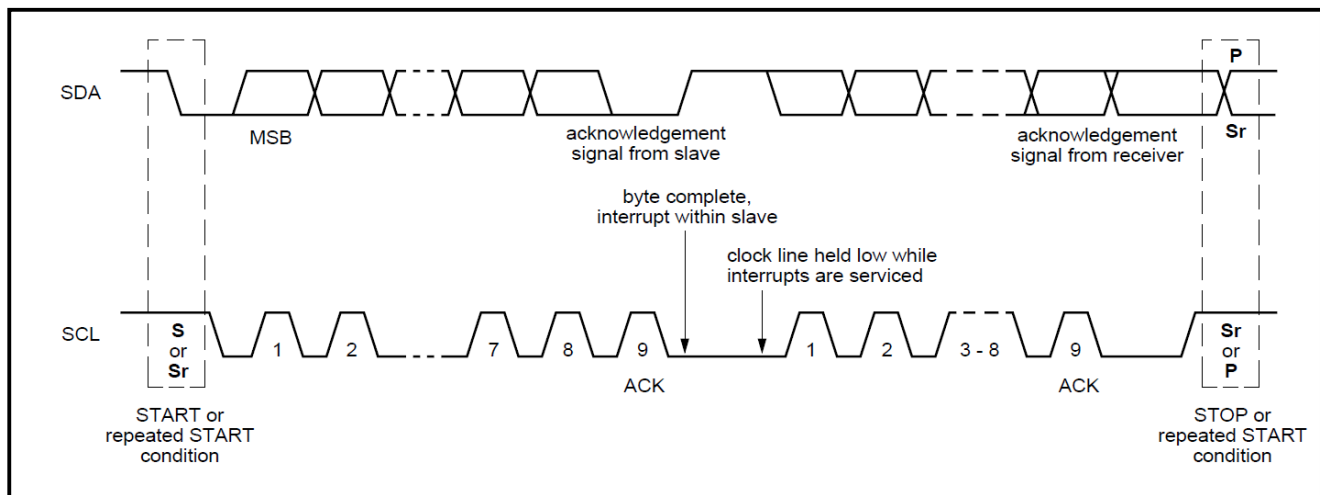 P
SDA
MSB
acknowledgement
signal from slave
acknowledgement
signal from receiver
Sr
byte complete,
interrupt within slave
clock line held low while
interrupts are serviced
SCL
S
or
Sr
1
2
7
8
9
1
2
3 - 8
9
Sr
or
P
ACK
ACK
START or
repeated START
condition
STOP or
repeated START
condition